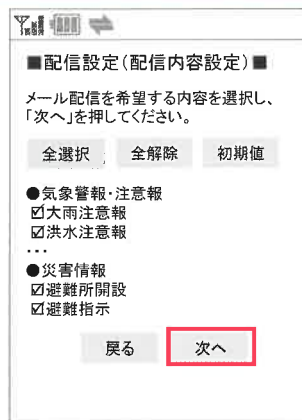 ■配信設定(配信内容設定)■
メール配信を希望する内容を選択し、
「次へ」を押してください。
全選択 全解除 初期値
●気象警報・注意報
☑大雨注意報
☑洪水注意報
…
●災害情報
☑避難所開設
☑避難指示
戻る 次へ